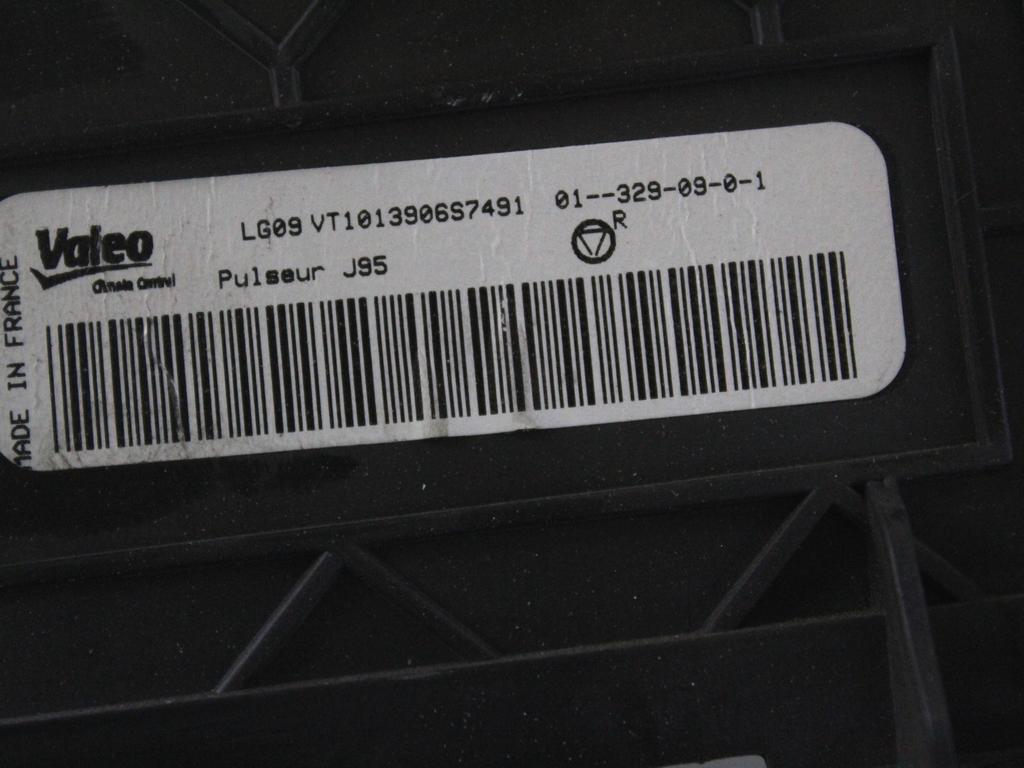 LG09 VT1013906S7491 01--329-09-0-1
R
Valeo
Climate Control
Pulseur J95
MADE IN FRANCE